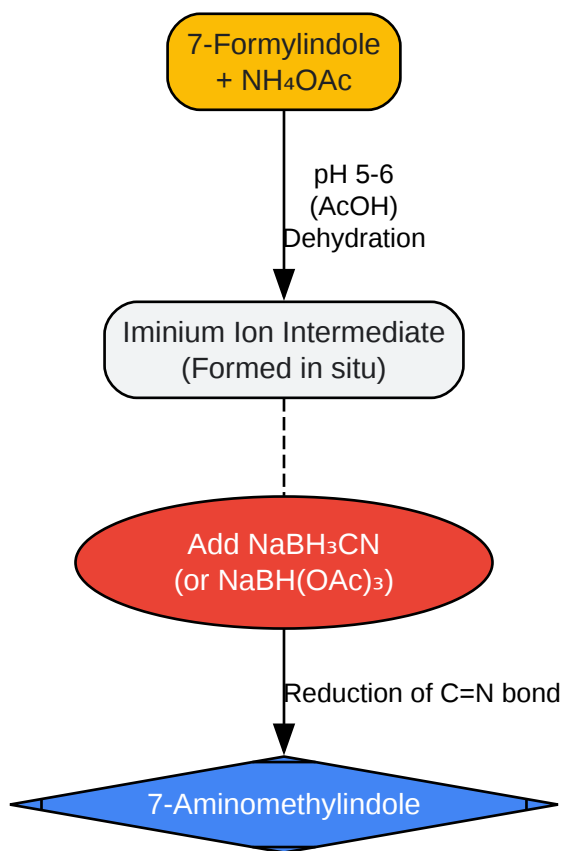 7-Formylindole
+ NH₄OAc
pH 5-6
(AcOH)
Dehydration
Iminium Ion Intermediate
(Formed in situ)
Add NaBH₃CN
(or NaBH(OAc)₃)
Reduction of C=N bond
7-Aminomethylindole